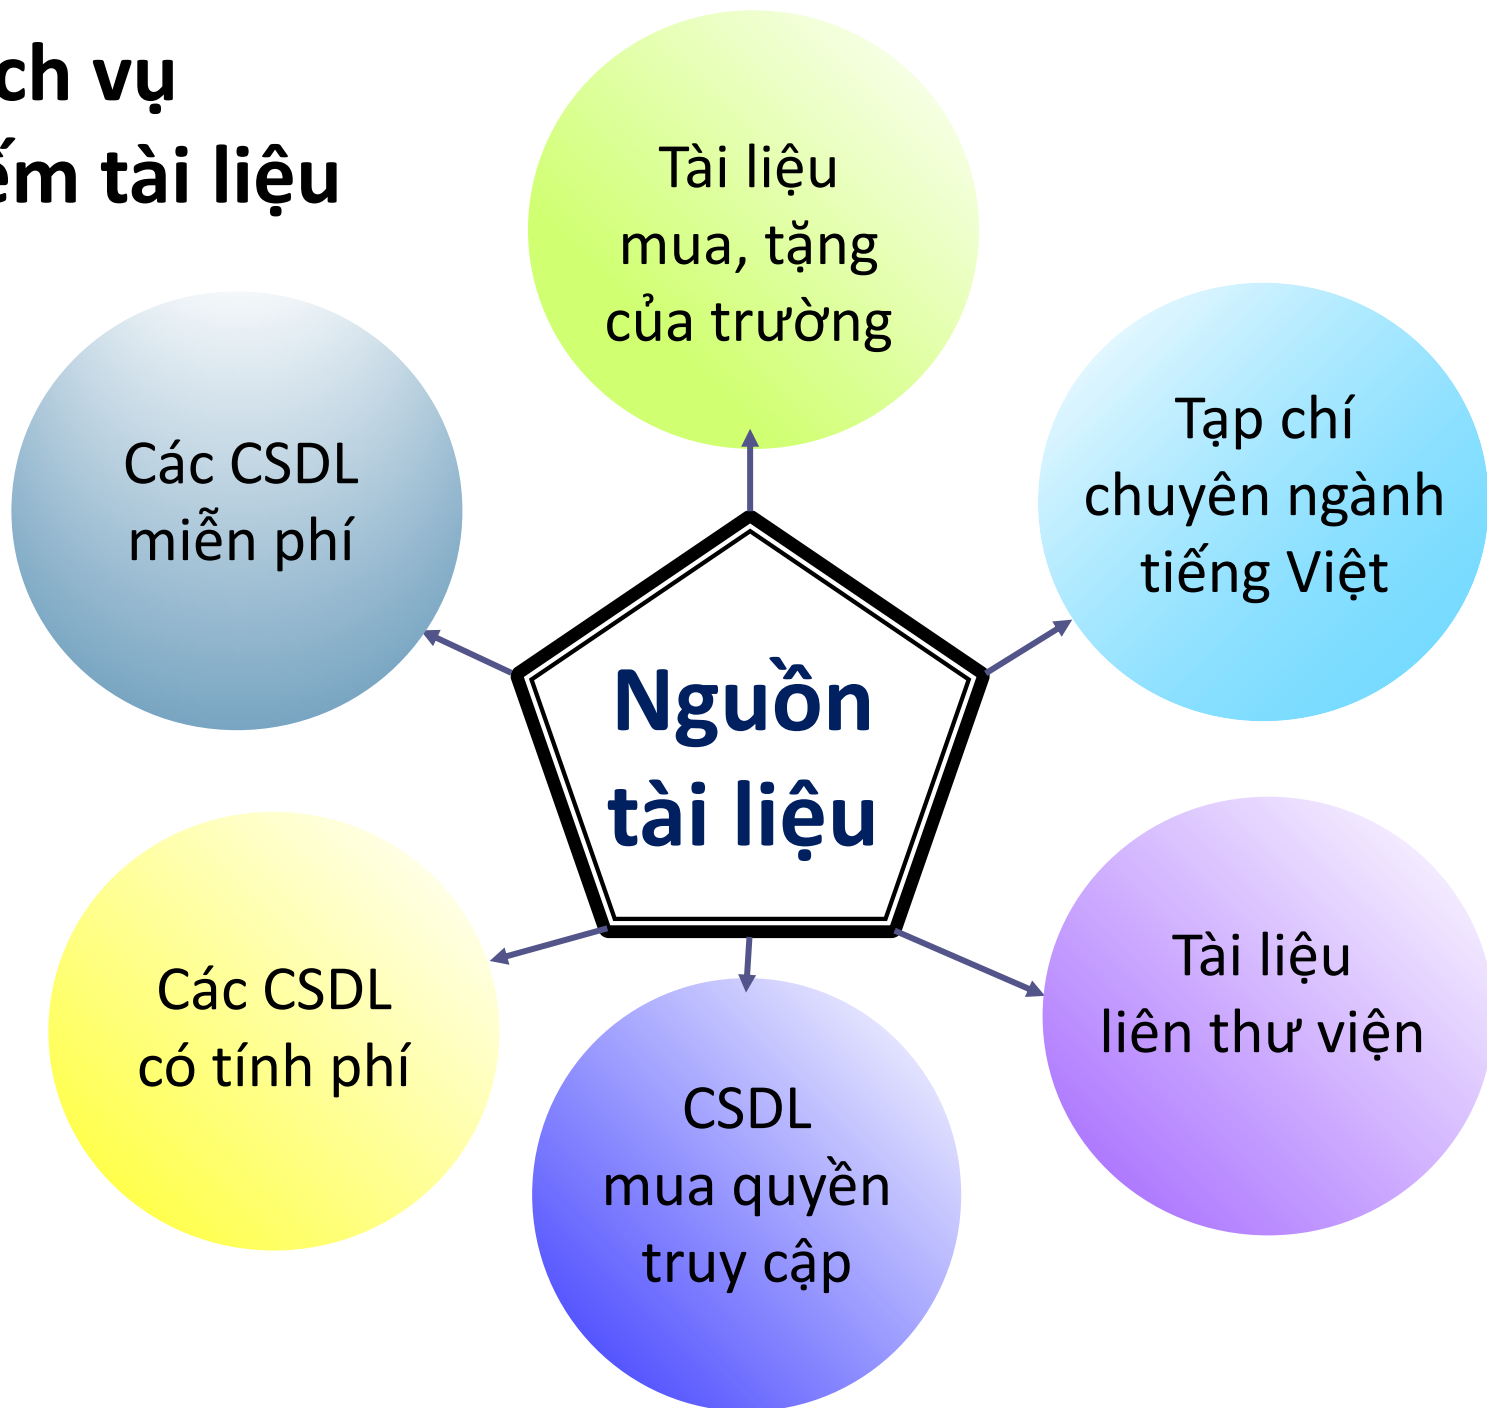 ch vụ
ếm tài liệu
Tài liệu
mua, tặng
của trường
Tạp chí
chuyên ngành
tiếng Việt
Các CSDL
miễn phí
Nguồn
tài liệu
Tài liệu
liên thư viện
Các CSDL
có tính phí
CSDL
mua quyền
truy cập